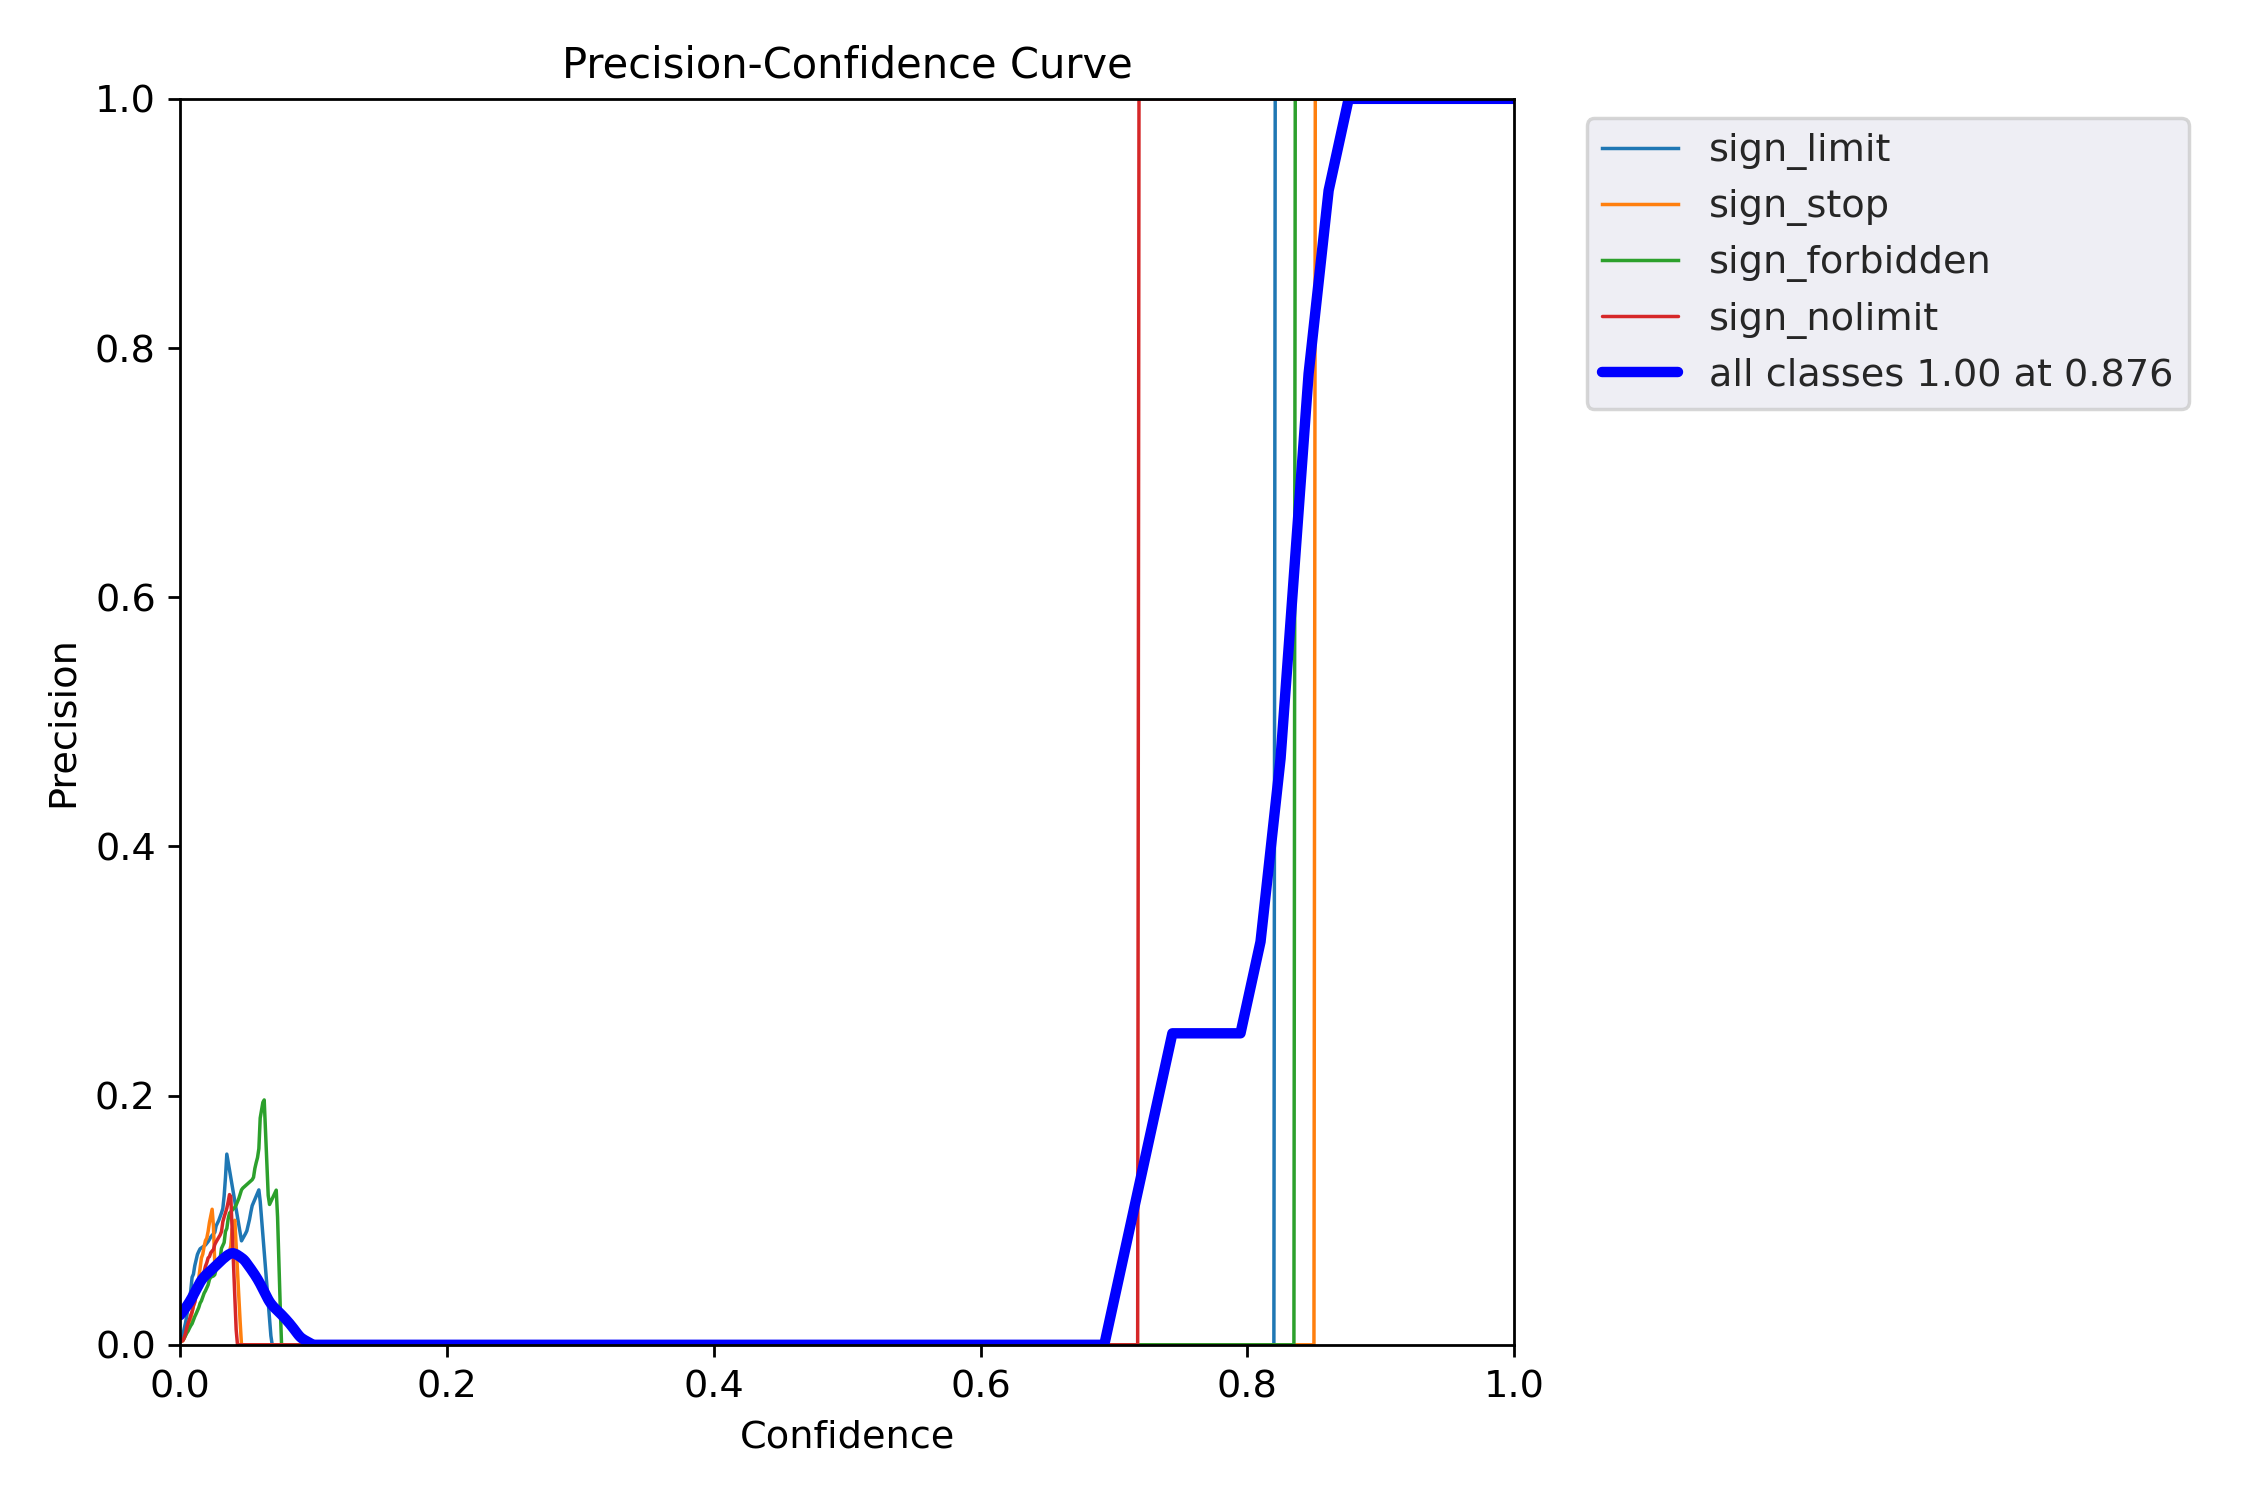 Precision-Confidence Curve
1.0
0.8
0.6
0.4
0.2
0.0
Precision
0.0 0.2 0.4 0.6 0.8 1.0
Confidence
sign_limit
sign_stop
sign_forbidden
sign_nolimit
all classes 1.00 at 0.876